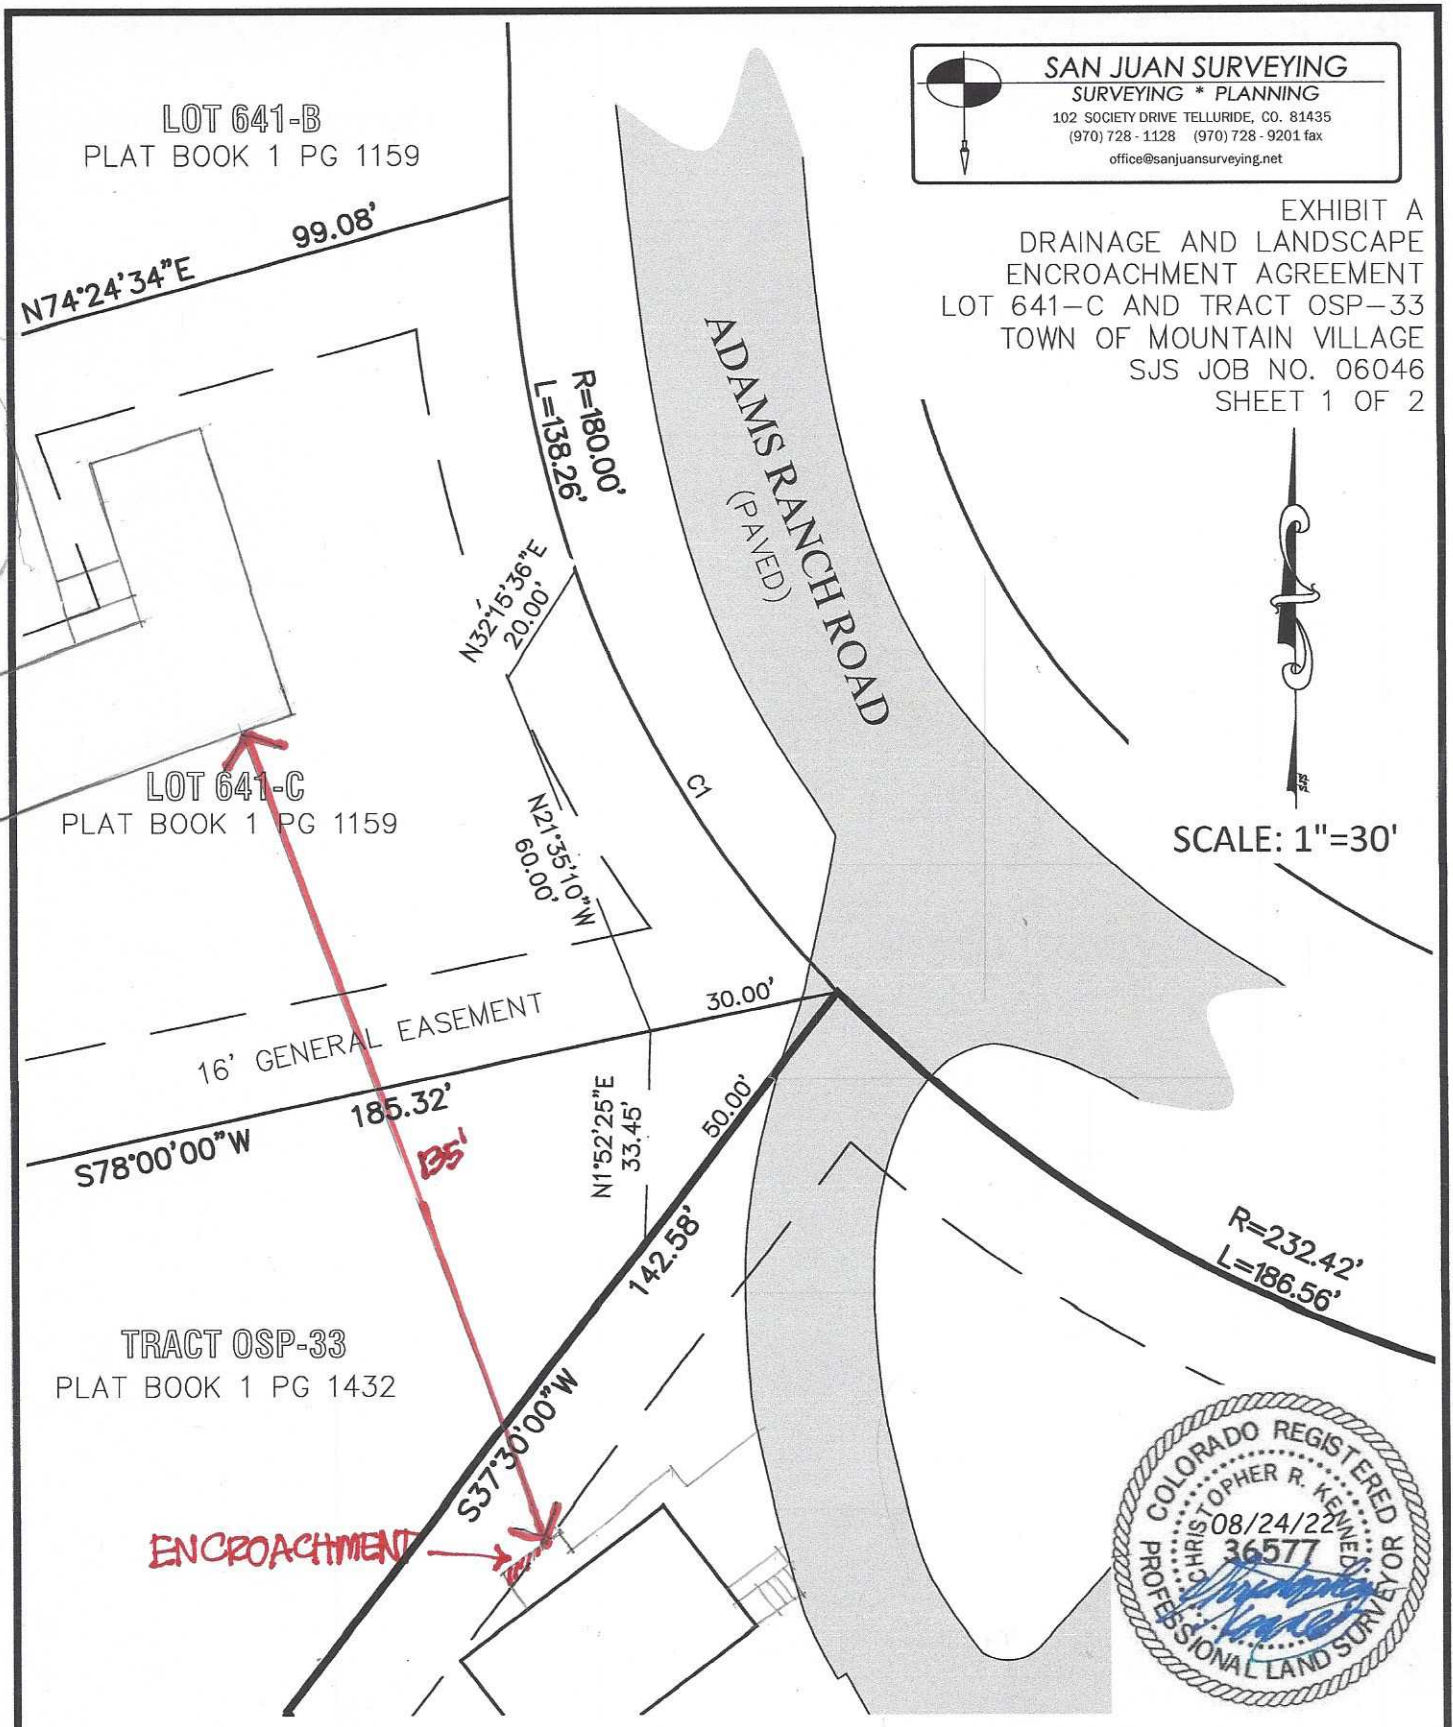 SAN JUAN SURVEYING
SURVEYING * PLANNING
102 SOCIETY DRIVE TELLURIDE, CO. 81435
(970) 728 - 1128 (970) 728 - 9201 fax
office@sanjuansurveying.net
EXHIBIT A
DRAINAGE AND LANDSCAPE
ENCROACHMENT AGREEMENT
LOT 641-C AND TRACT OSP-33
TOWN OF MOUNTAIN VILLAGE
SJS JOB NO. 06046
SHEET 1 OF 2
LOT 641-B
PLAT BOOK 1 PG 1159
99.08'
N74°24'34"E
R=180.00'
L=138.26'
ADAMS RANCH ROAD
(PAVED)
N32°15'36"E
20.00'
SJS
SCALE: 1"=30'
LOT 641-C
PLAT BOOK 1 PG 1159
C1
N21°35'10"W
60.00'
30.00'
16' GENERAL EASEMENT
185.32'
S78°00'00"W
135'
N1°52'25"E
33.45'
50.00'
142.58'
R=232.42'
L=186.56'
TRACT OSP-33
PLAT BOOK 1 PG 1432
S37°30'00"W
ENCROACHMENT
COLORADO REGISTERED
CHRISTOPHER R. KENNEDY
08/24/22
36577
PROFESSIONAL LAND SURVEYOR